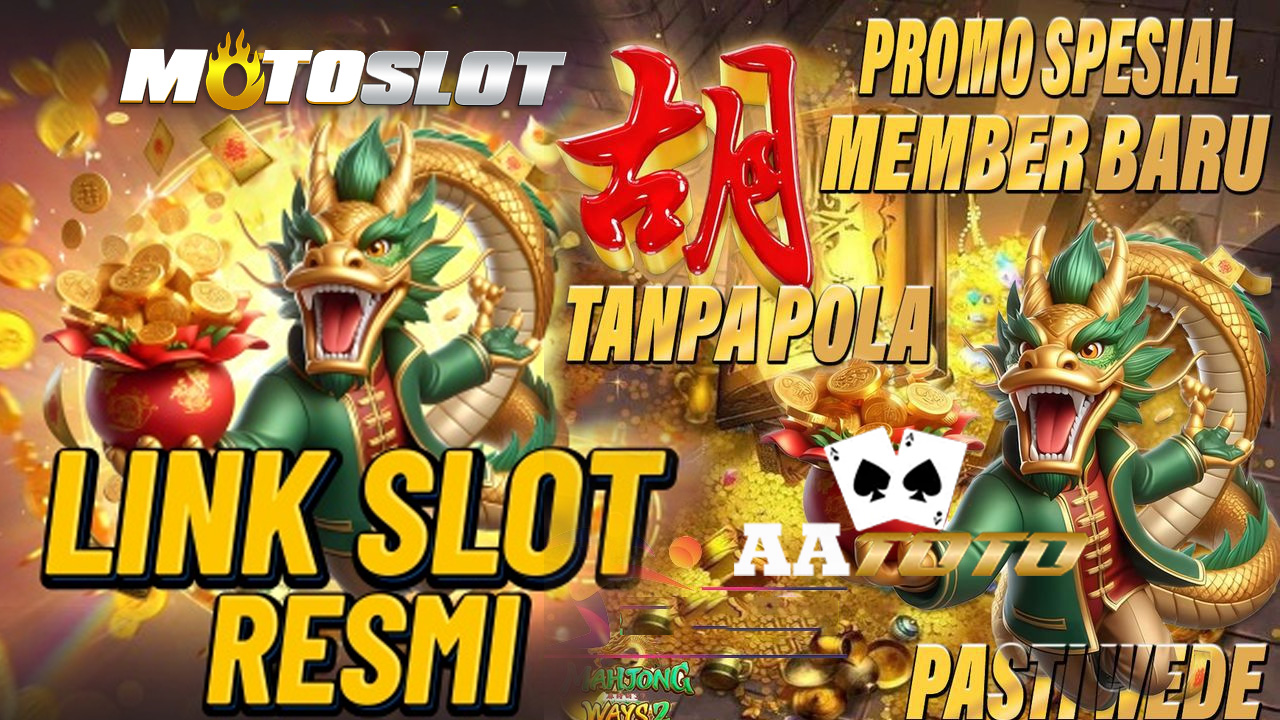 MOTOSLOT
胡
PROMO SPESIAL
MEMBER BARU
TANPA POLA
LINK SLOT
RESMI
AATOTO
MAHJONG
WAYS 2
PASTI WEDE